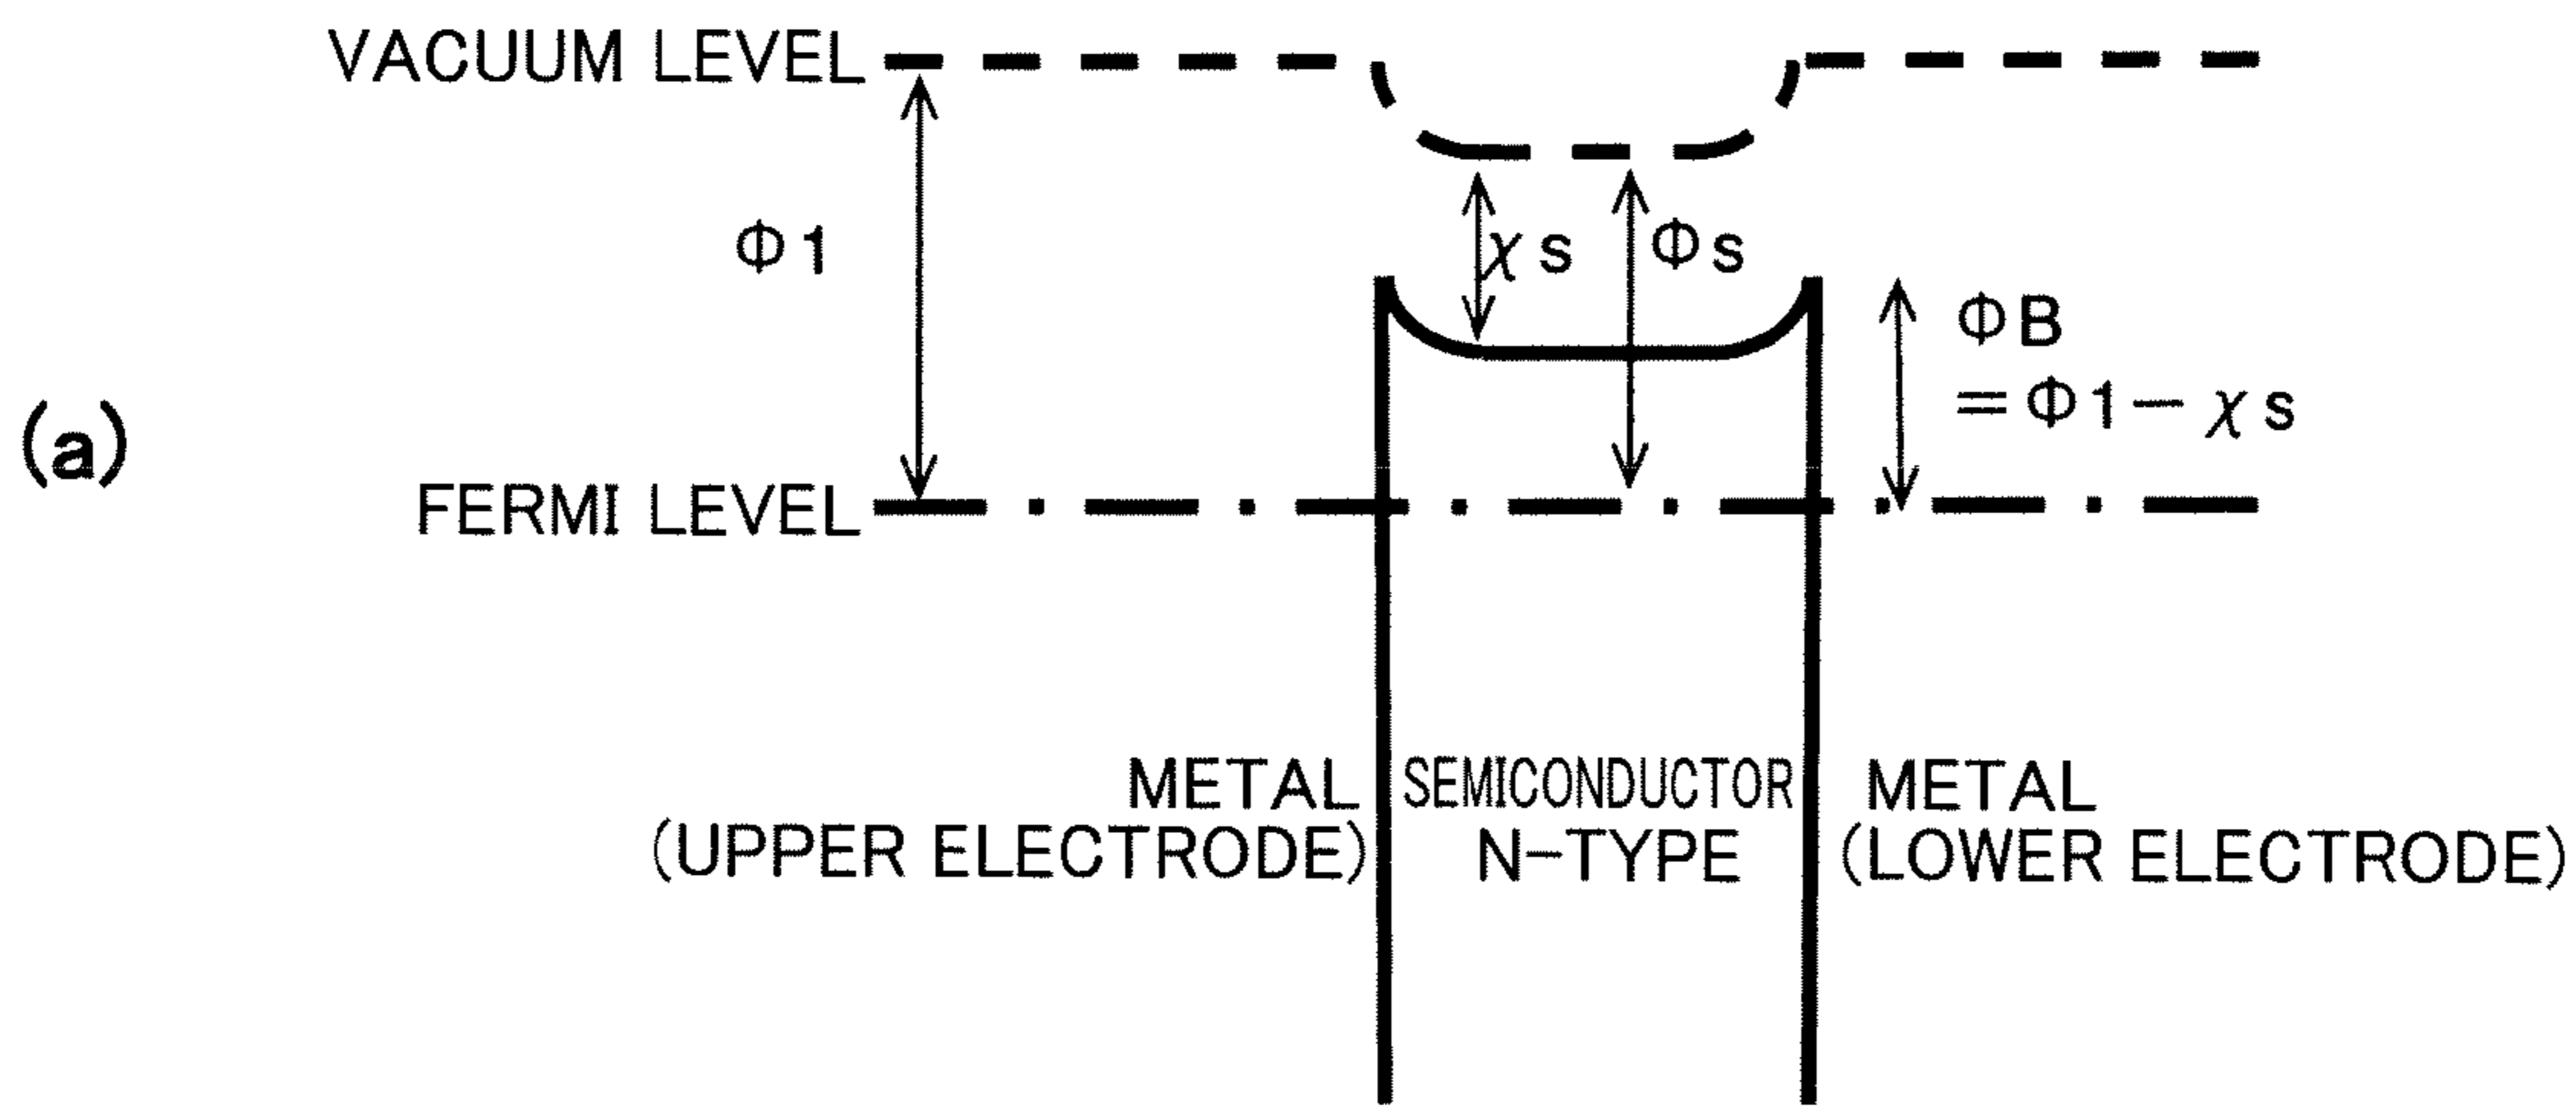 VACUUM LEVEL
Φ1
χs
Φs
ΦB
=Φ1−χs
(a)
FERMI LEVEL
METAL
(UPPER ELECTRODE)
SEMICONDUCTOR
N-TYPE
METAL
(LOWER ELECTRODE)